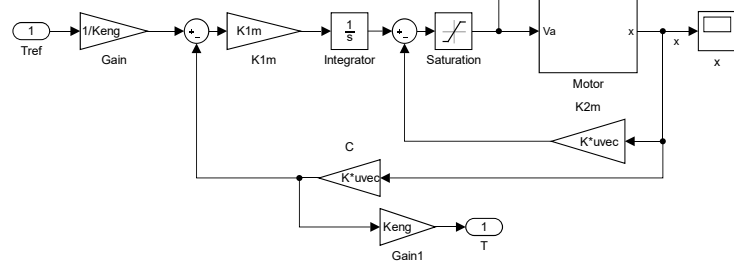 1
Tref
1/Keng
Gain
+
-
K1m
K1m
1
s
Integrator
+
-
Saturation
Va
x
Motor
x
x
K2m
K*uvec
C
K*uvec
Keng
Gain1
1
T